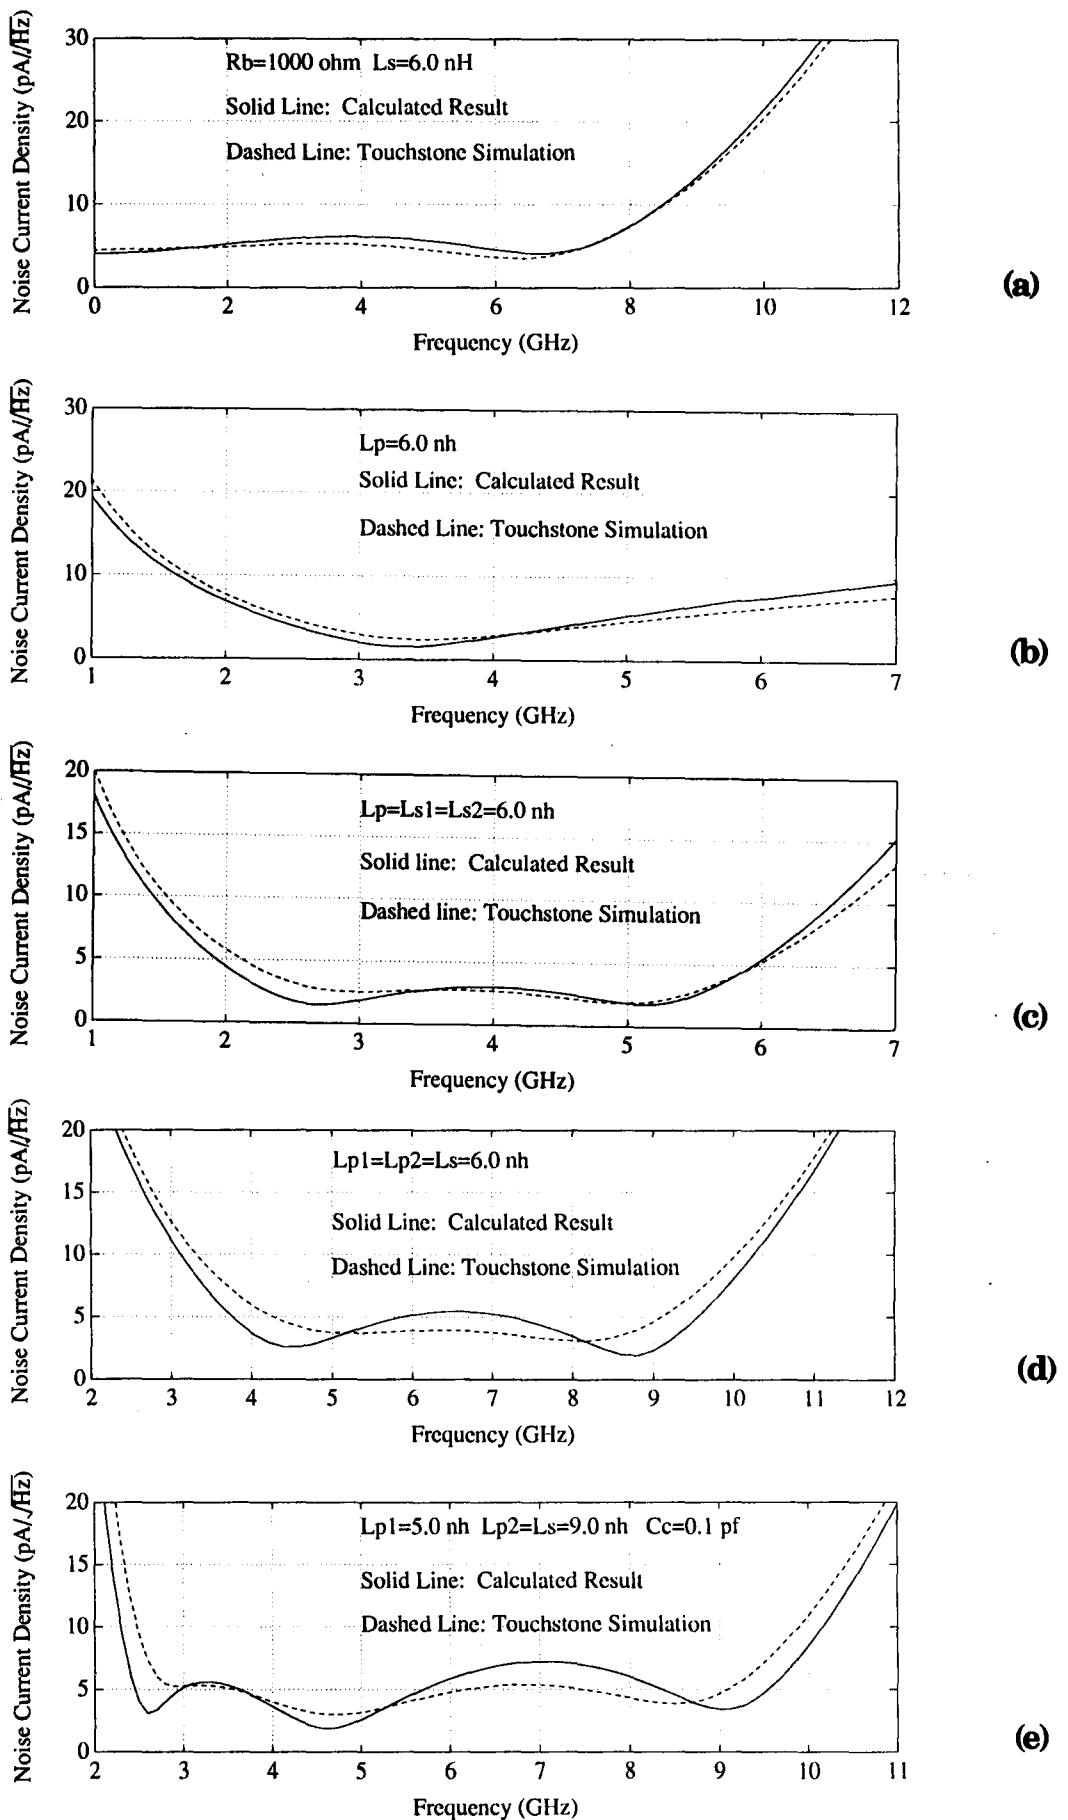 Noise Current Density (pA/√Hz)
30
20
10
0
Rb=1000 ohm Ls=6.0 nH
Solid Line: Calculated Result
Dashed Line: Touchstone Simulation
0 2 4 6 8 10 12
Frequency (GHz)
(a)
Noise Current Density (pA/√Hz)
30
20
10
0
Lp=6.0 nh
Solid Line: Calculated Result
Dashed Line: Touchstone Simulation
1 2 3 4 5 6 7
Frequency (GHz)
(b)
Noise Current Density (pA/√Hz)
20
15
10
5
0
Lp=Ls1=Ls2=6.0 nh
Solid line: Calculated Result
Dashed line: Touchstone Simulation
1 2 3 4 5 6 7
Frequency (GHz)
(c)
Noise Current Density (pA/√Hz)
20
15
10
5
0
Lp1=Lp2=Ls=6.0 nh
Solid Line: Calculated Result
Dashed Line: Touchstone Simulation
2 3 4 5 6 7 8 9 10 11 12
Frequency (GHz)
(d)
Noise Current Density (pA/√Hz)
20
15
10
5
0
Lp1=5.0 nh Lp2=Ls=9.0 nh Cc=0.1 pf
Solid Line: Calculated Result
Dashed Line: Touchstone Simulation
2 3 4 5 6 7 8 9 10 11
Frequency (GHz)
(e)